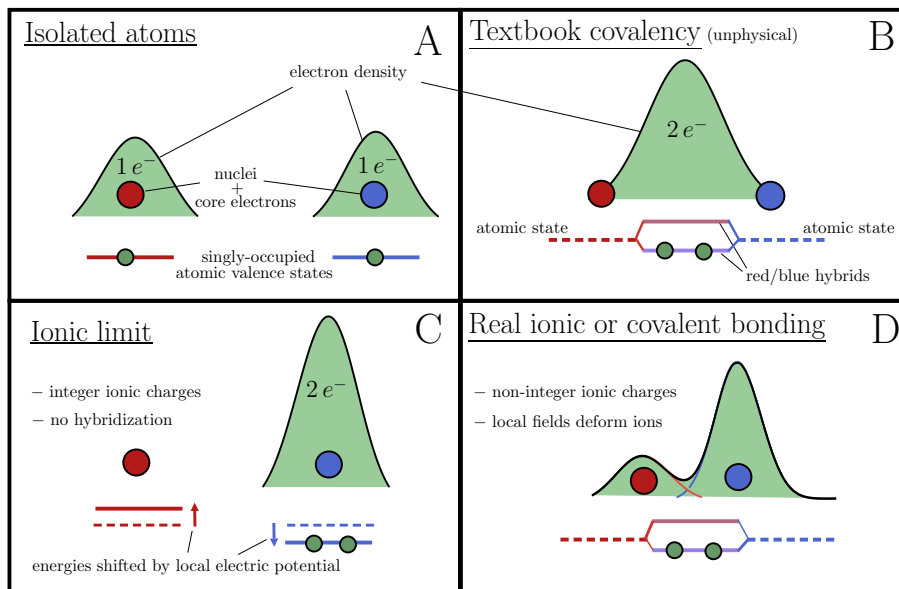 Isolated atoms
A
electron density
1 e⁻
1 e⁻
nuclei
+
core electrons
singly-occupied
atomic valence states
Textbook covalency (unphysical)
B
2 e⁻
atomic state
atomic state
red/blue hybrids
Ionic limit
C
– integer ionic charges
– no hybridization
2 e⁻
energies shifted by local electric potential
Real ionic or covalent bonding
D
– non-integer ionic charges
– local fields deform ions